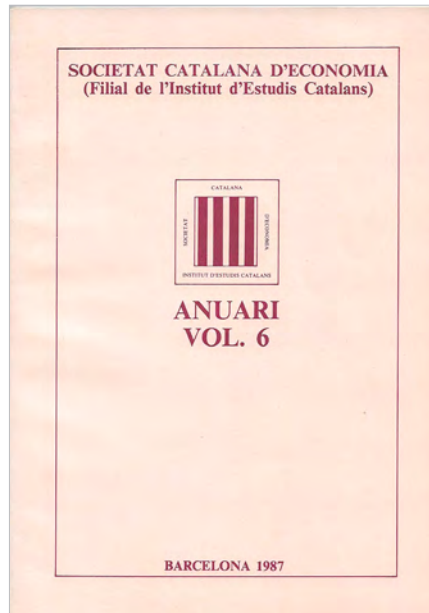 SOCIETAT CATALANA D'ECONOMIA
(Filial de l'Institut d'Estudis Catalans)
CATALANA
SOCIETAT
D'ECONOMIA
INSTITUT D'ESTUDIS CATALANS
ANUARI
VOL. 6
BARCELONA 1987